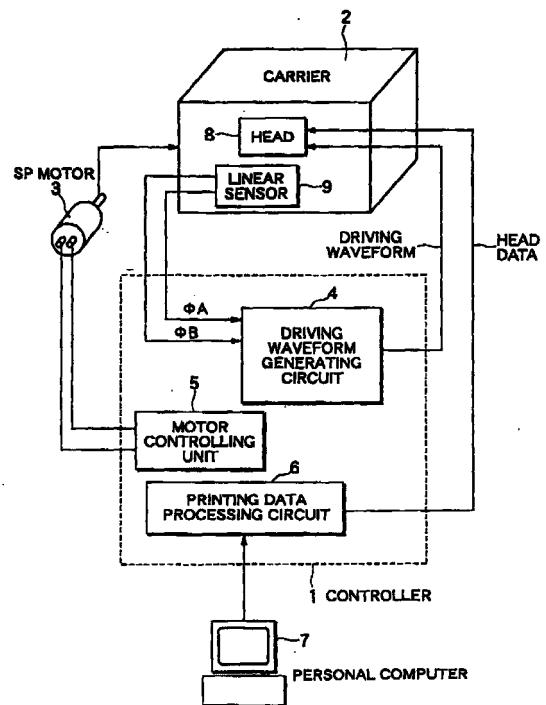 2
CARRIER
8
HEAD
LINEAR
SENSOR
9
SP MOTOR
3
DRIVING
WAVEFORM
HEAD
DATA
4
ΦA
ΦB
DRIVING
WAVEFORM
GENERATING
CIRCUIT
5
MOTOR
CONTROLLING
UNIT
6
PRINTING DATA
PROCESSING CIRCUIT
1 CONTROLLER
7
PERSONAL COMPUTER